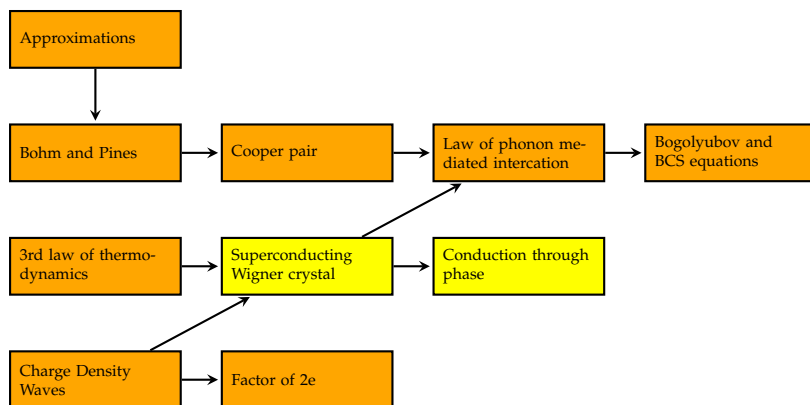 Approximations
Bohm and Pines
Cooper pair
Law of phonon me-
diated intercation
Bogolyubov and
BCS equations
3rd law of thermo-
dynamics
Superconducting
Wigner crystal
Conduction through
phase
Charge Density
Waves
Factor of 2e